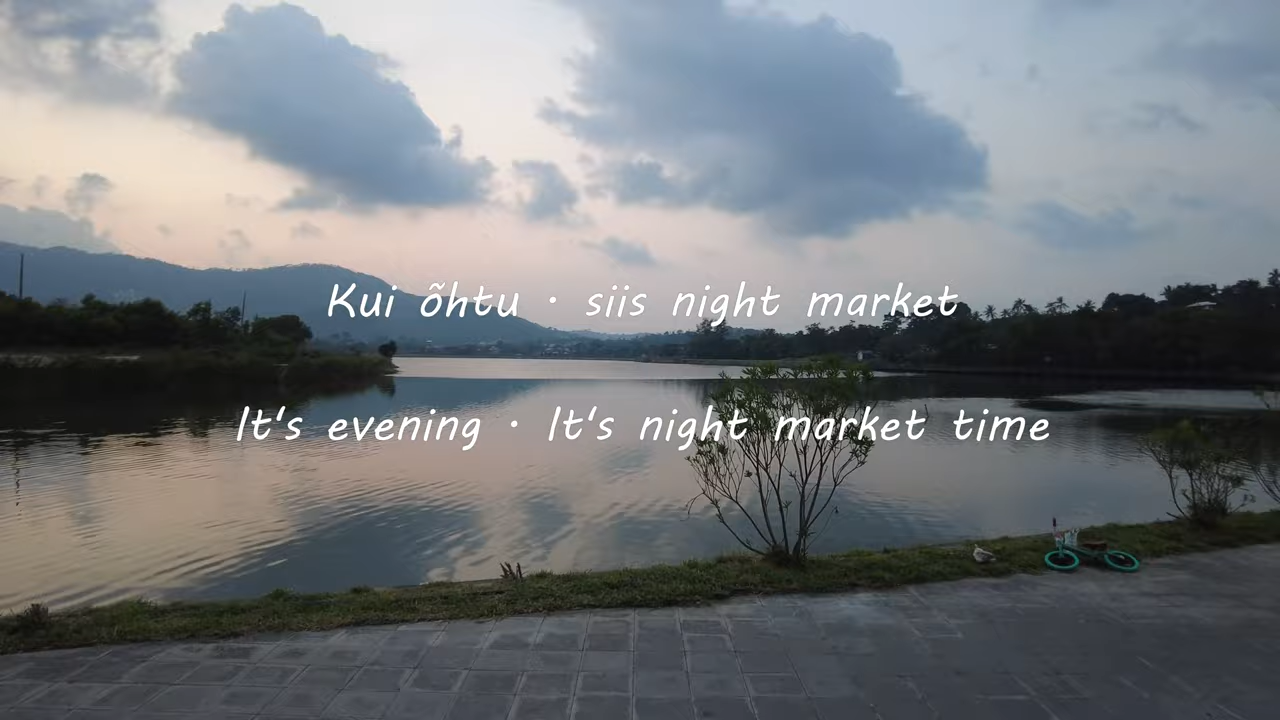 Kui õhtu · siis night market
It's evening · It's night market time